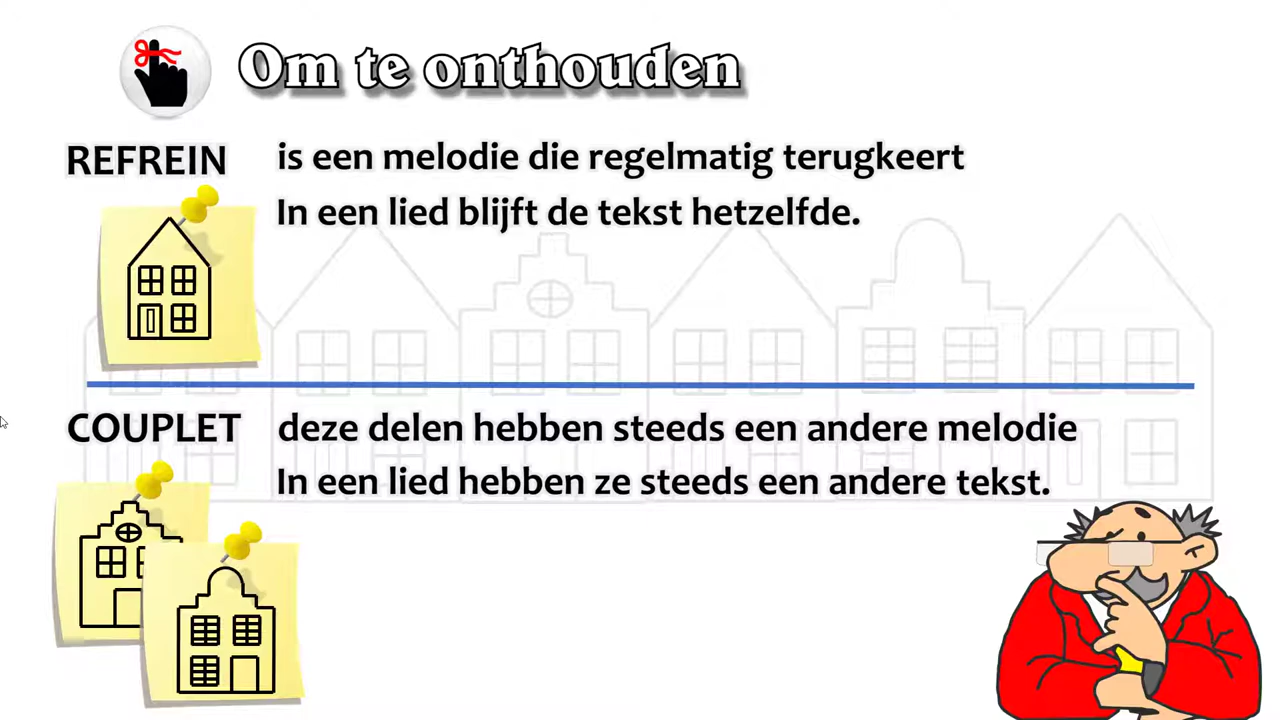 Om te onthouden
REFREIN is een melodie die regelmatig terugkeert
In een lied blijft de tekst hetzelfde.
COUPLET deze delen hebben steeds een andere melodie
In een lied hebben ze steeds een andere tekst.